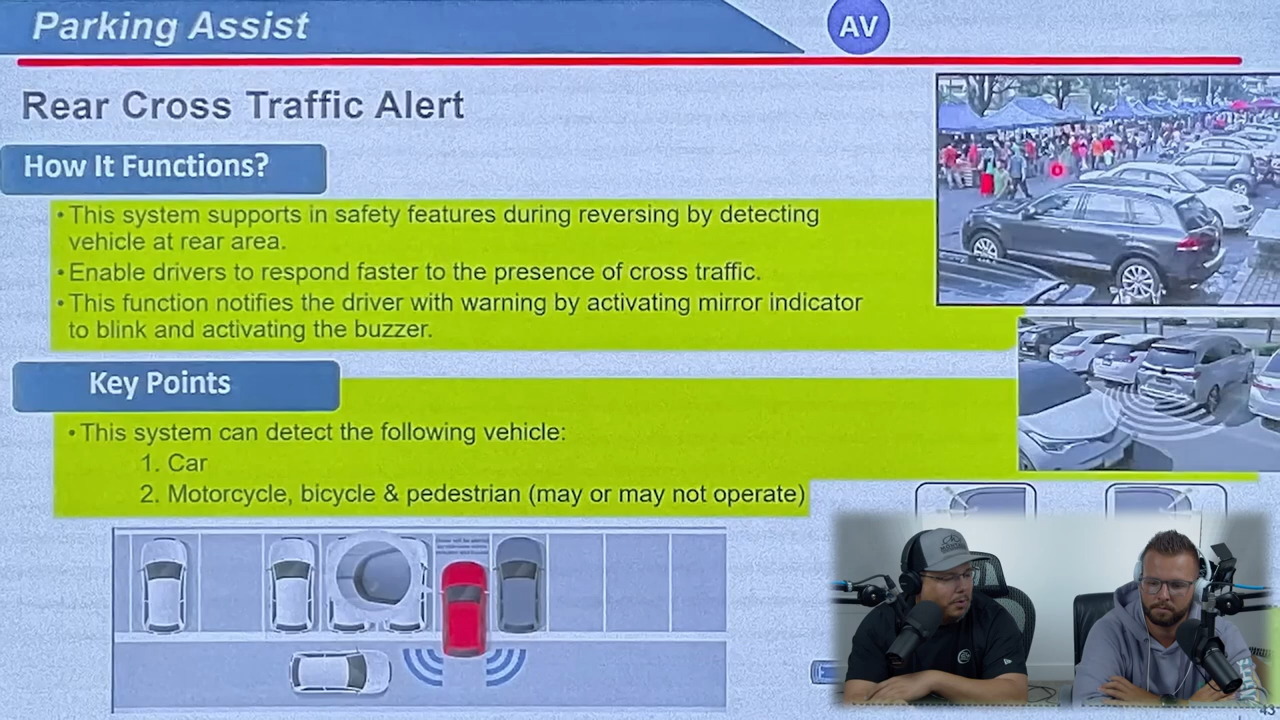 Parking Assist
AV
Rear Cross Traffic Alert
How It Functions?
• This system supports in safety features during reversing by detecting
vehicle at rear area.
• Enable drivers to respond faster to the presence of cross traffic.
• This function notifies the driver with warning by activating mirror indicator
to blink and activating the buzzer.
Key Points
• This system can detect the following vehicle:
1. Car
2. Motorcycle, bicycle & pedestrian (may or may not operate)
43